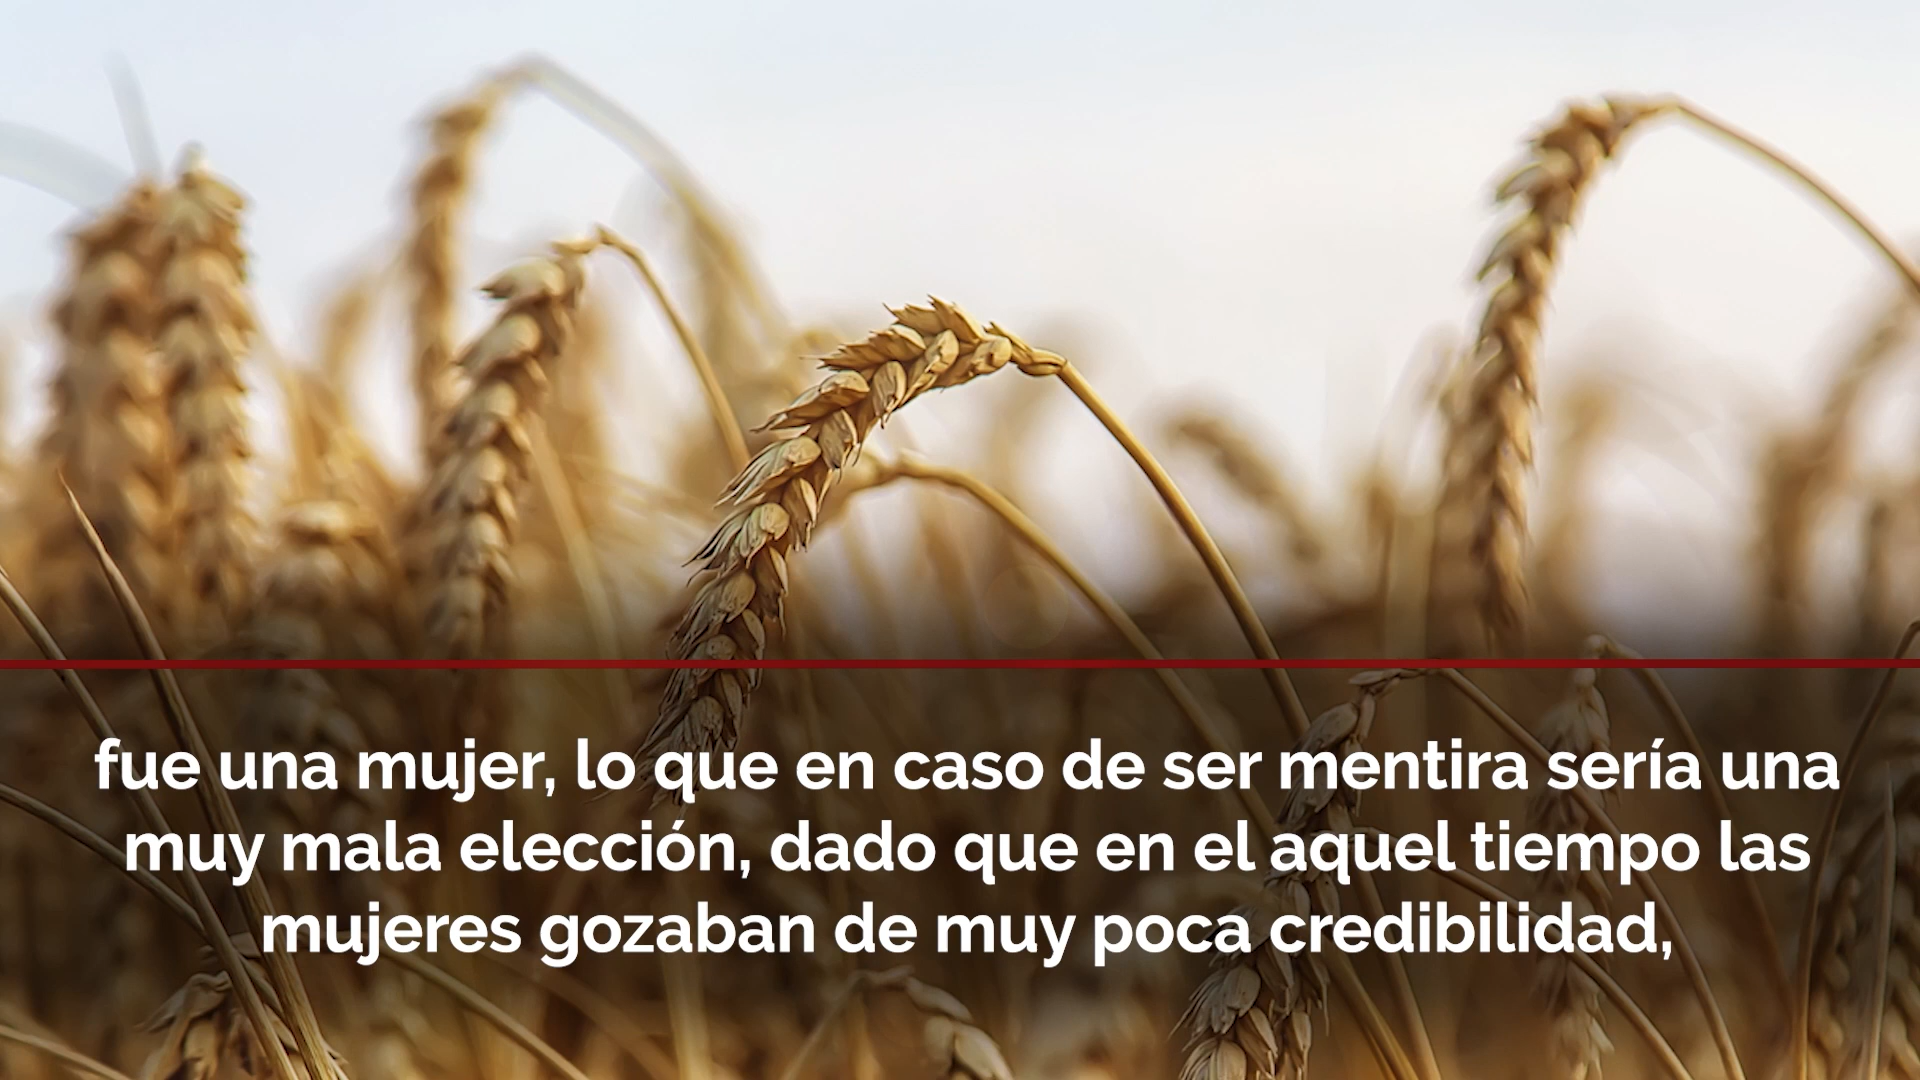 fue una mujer, lo que en caso de ser mentira sería una
muy mala elección, dado que en el aquel tiempo las
mujeres gozaban de muy poca credibilidad,